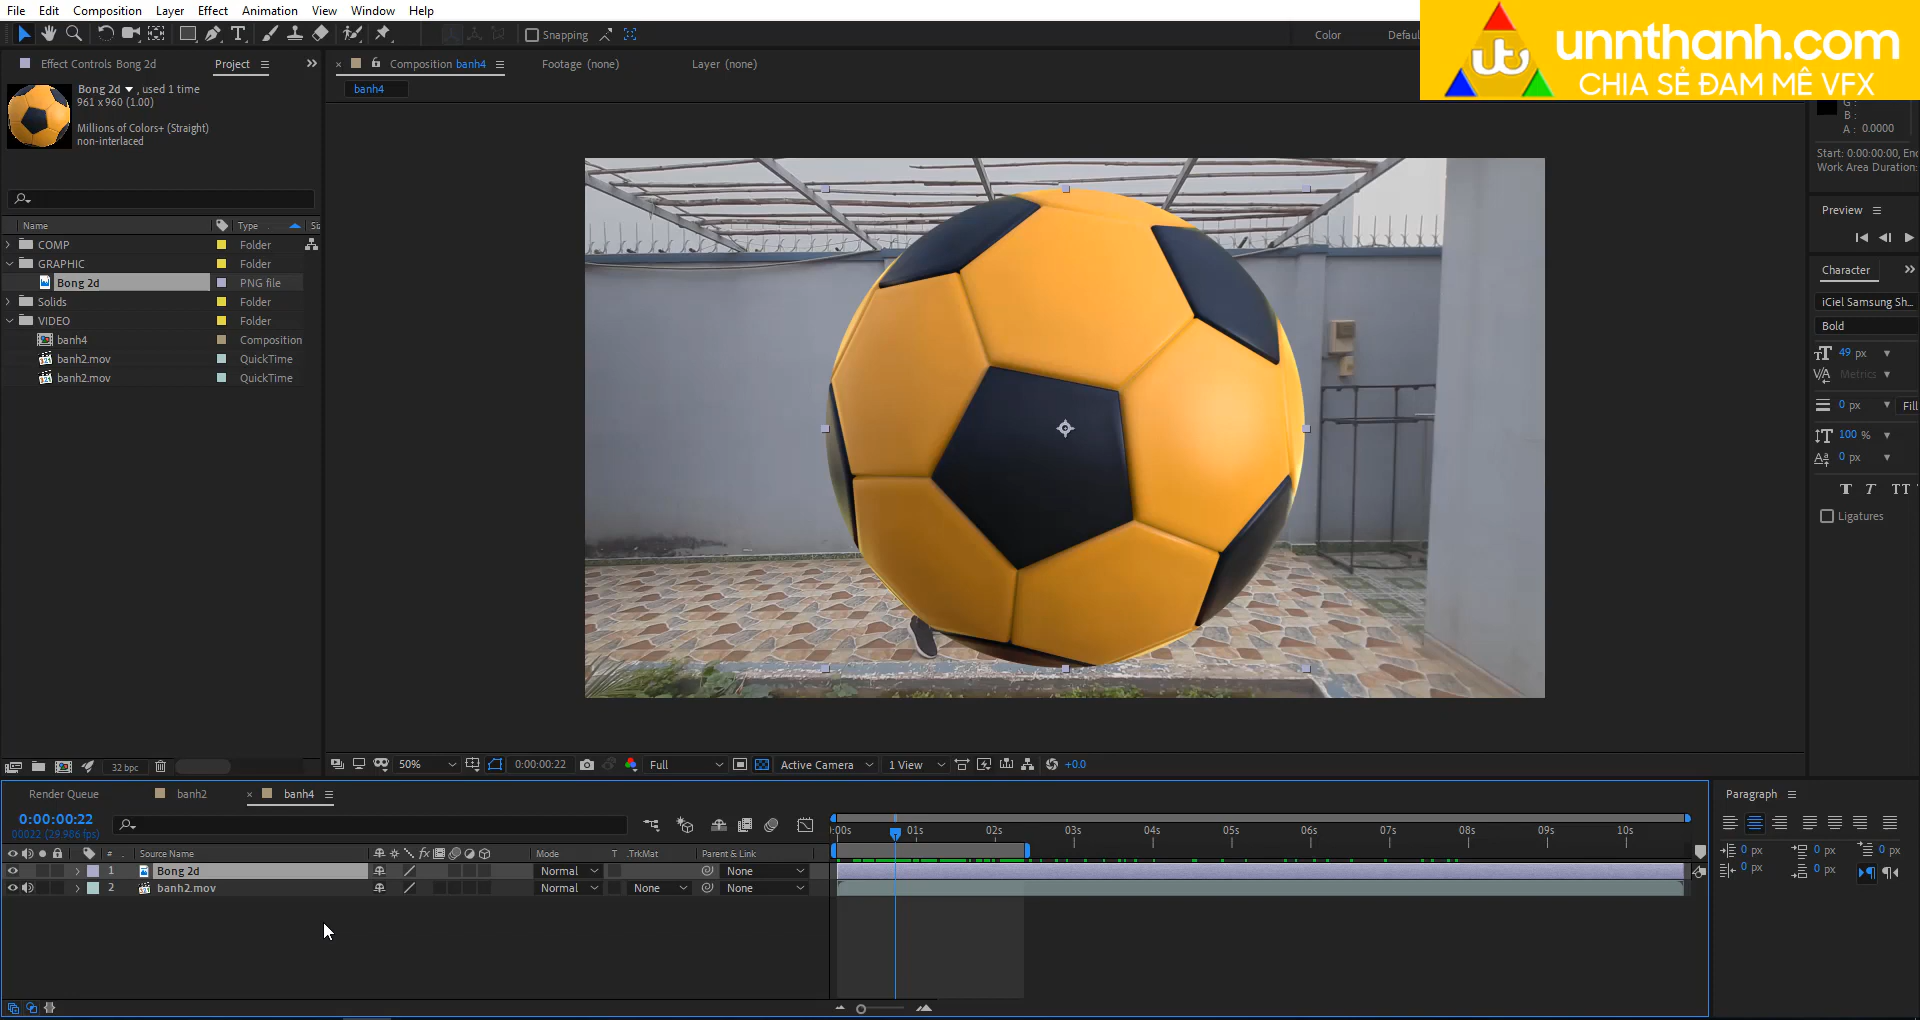 File Edit Composition Layer Effect Animation View Window Help
Snapping
Color Defaul
unnthanh.com
CHIA SẺ ĐAM MÊ VFX
Effect Controls Bong 2d
Project
Composition banh4
Footage (none)
Layer (none)
banh4
Bong 2d , used 1 time
961 x 960 (1.00)
Millions of Colors+ (Straight)
non-interlaced
Name Type Si
COMP Folder
GRAPHIC Folder
Bong 2d PNG file
Solids Folder
VIDEO Folder
banh4 Composition
banh2.mov QuickTime
banh2.mov QuickTime
32 bpc
50% 0:00:00:22 Full Active Camera 1 View +0.0
G :
B :
A : 0.0000
Start: 0:00:00:00, End
Work Area Duration:
Preview
Character
iCiel Samsung Sh...
Bold
49 px
Metrics
0 px Fill
100 %
0 px
T T TT
Ligatures
Render Queue banh2 banh4
0:00:00:22
00022 (29.986 fps)
:00s 01s 02s 03s 04s 05s 06s 07s 08s 09s 10s
# . Source Name fx Mode T .TrkMat Parent & Link
1 Bong 2d Normal None
2 banh2.mov Normal None None
Paragraph
0 px 0 px 0 px
0 px 0 px